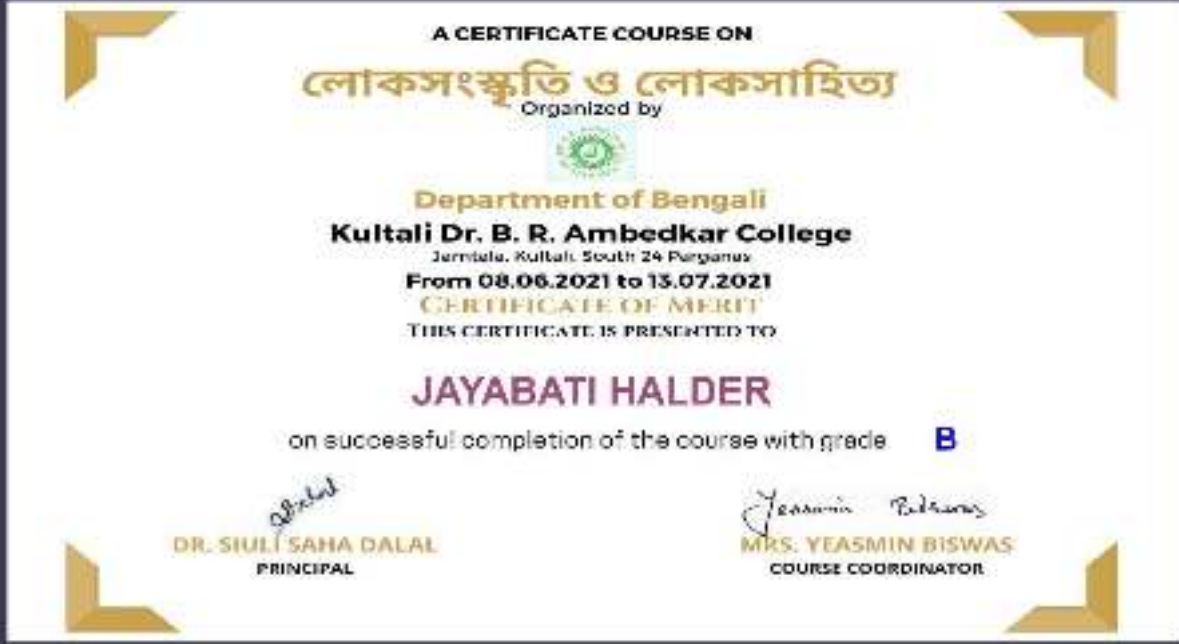 A CERTIFICATE COURSE ON
লোকসংস্কৃতি ও লোকসাহিত্য
Organized by
Department of Bengali
Kultali Dr. B. R. Ambedkar College
Jamtala, Kultali, South 24 Parganas
From 08.06.2021 to 13.07.2021
CERTIFICATE OF MERIT
THIS CERTIFICATE IS PRESENTED TO
JAYABATI HALDER
on successful completion of the course with grade B
Yeasmin Biswas
DR. SIULI SAHA DALAL
MRS. YEASMIN BISWAS
PRINCIPAL
COURSE COORDINATOR